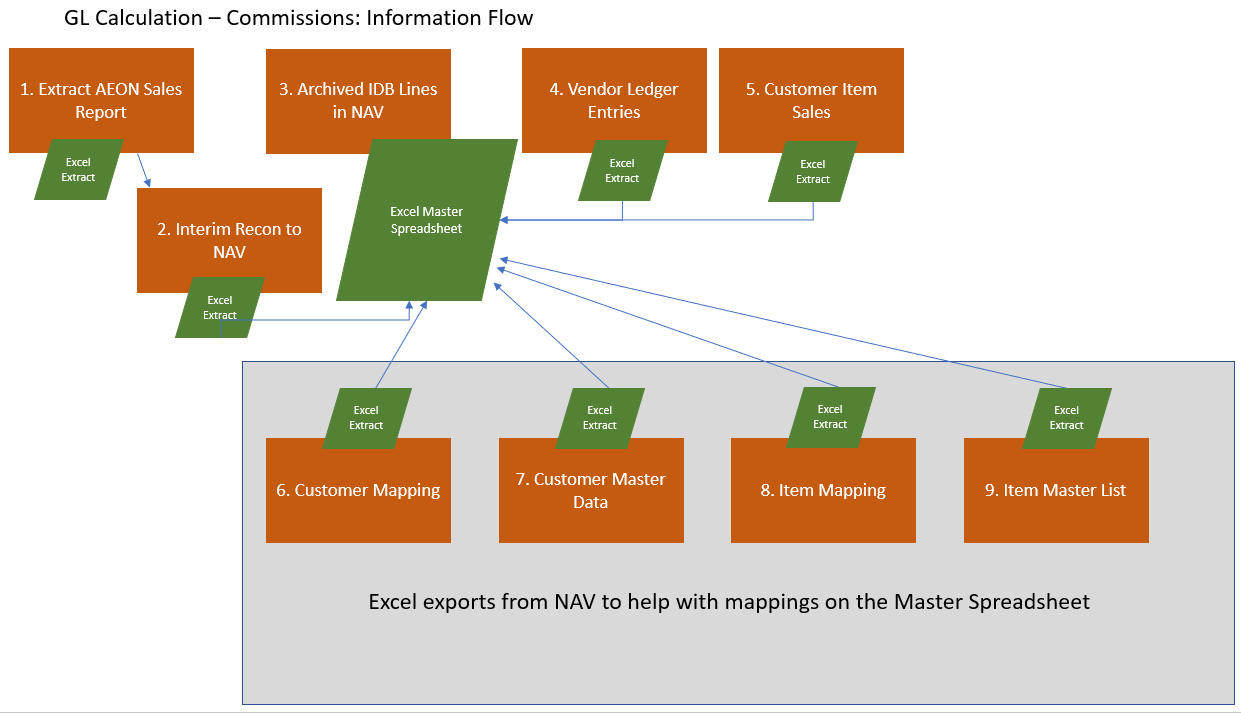 GL Calculation – Commissions: Information Flow
1. Extract AEON Sales
Report
Excel
Extract
2. Interim Recon to
NAV
Excel
Extract
3. Archived IDB Lines
in NAV
Excel Master
Spreadsheet
4. Vendor Ledger
Entries
Excel
Extract
5. Customer Item
Sales
Excel
Extract
Excel
Extract
6. Customer Mapping
Excel
Extract
7. Customer Master
Data
Excel
Extract
8. Item Mapping
Excel
Extract
9. Item Master List
Excel exports from NAV to help with mappings on the Master Spreadsheet